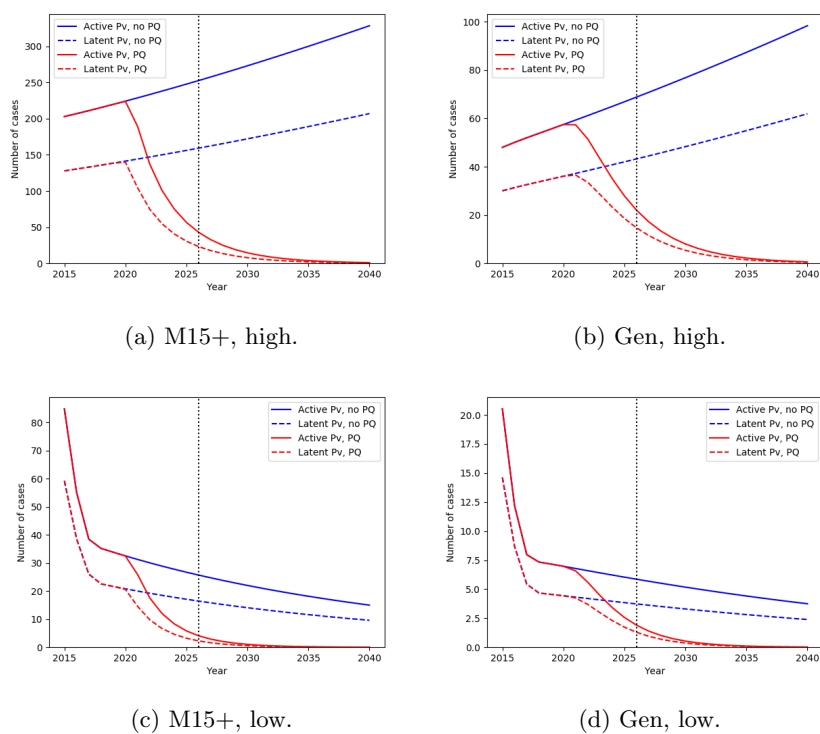 Active Pv, no PQ
Latent Pv, no PQ
Active Pv, PQ
Latent Pv, PQ
Number of cases
300
250
200
150
100
50
0
2015 2020 2025 2030 2035 2040
Year
(a) M15+, high.
Active Pv, no PQ
Latent Pv, no PQ
Active Pv, PQ
Latent Pv, PQ
Number of cases
100
80
60
40
20
0
2015 2020 2025 2030 2035 2040
Year
(b) Gen, high.
Active Pv, no PQ
Latent Pv, no PQ
Active Pv, PQ
Latent Pv, PQ
Number of cases
80
70
60
50
40
30
20
10
0
2015 2020 2025 2030 2035 2040
Year
(c) M15+, low.
Active Pv, no PQ
Latent Pv, no PQ
Active Pv, PQ
Latent Pv, PQ
Number of cases
20.0
17.5
15.0
12.5
10.0
7.5
5.0
2.5
0.0
2015 2020 2025 2030 2035 2040
Year
(d) Gen, low.